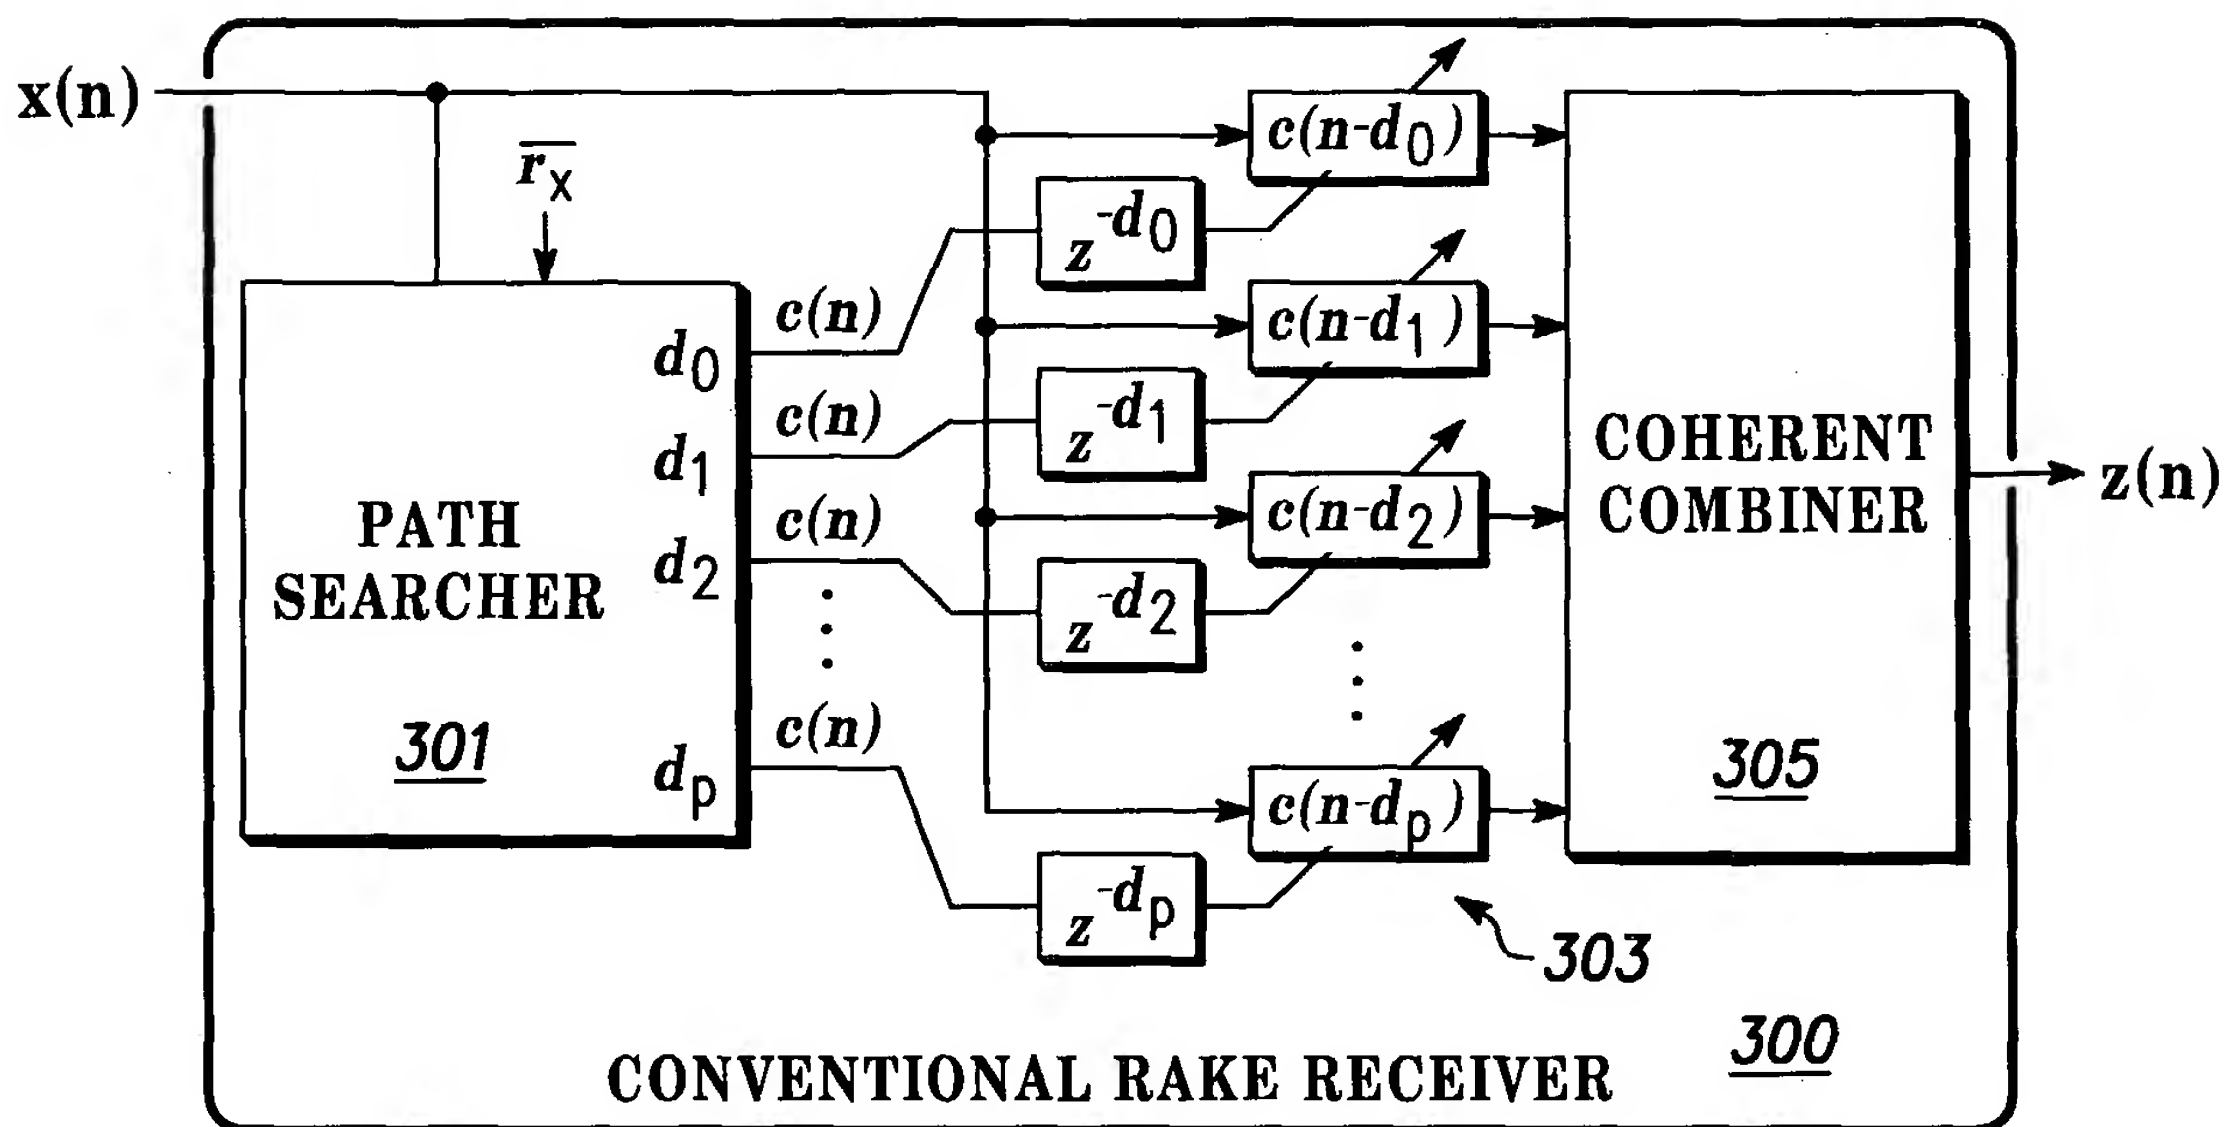 x(n)
r̅x
c(n-d0)
z-d0
c(n)
d0
c(n-d1)
z-d1
c(n)
d1
c(n-d2)
z-d2
c(n)
d2
c(n-dp)
z-dp
c(n)
dp
PATH
SEARCHER
301
COHERENT
COMBINER
305
z(n)
303
300
CONVENTIONAL RAKE RECEIVER